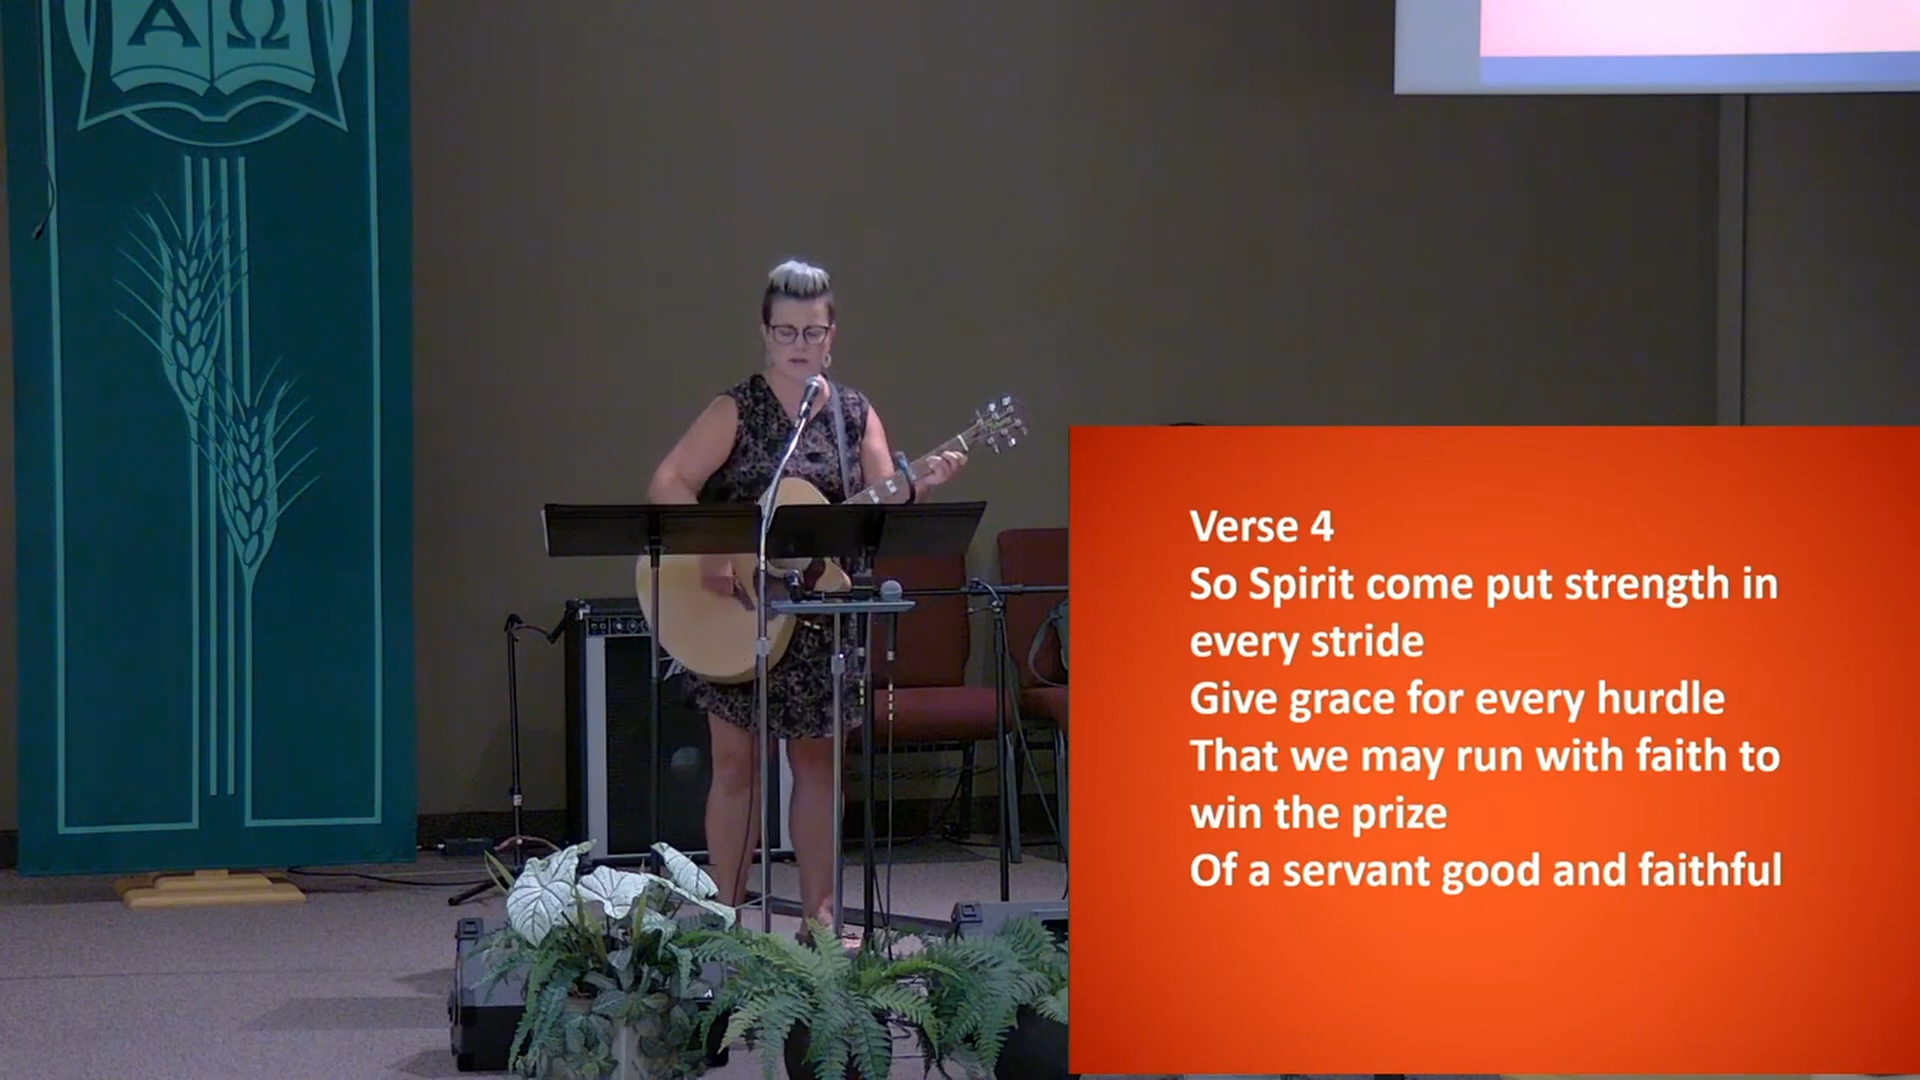 Α Ω
Verse 4
So Spirit come put strength in
every stride
Give grace for every hurdle
That we may run with faith to
win the prize
Of a servant good and faithful